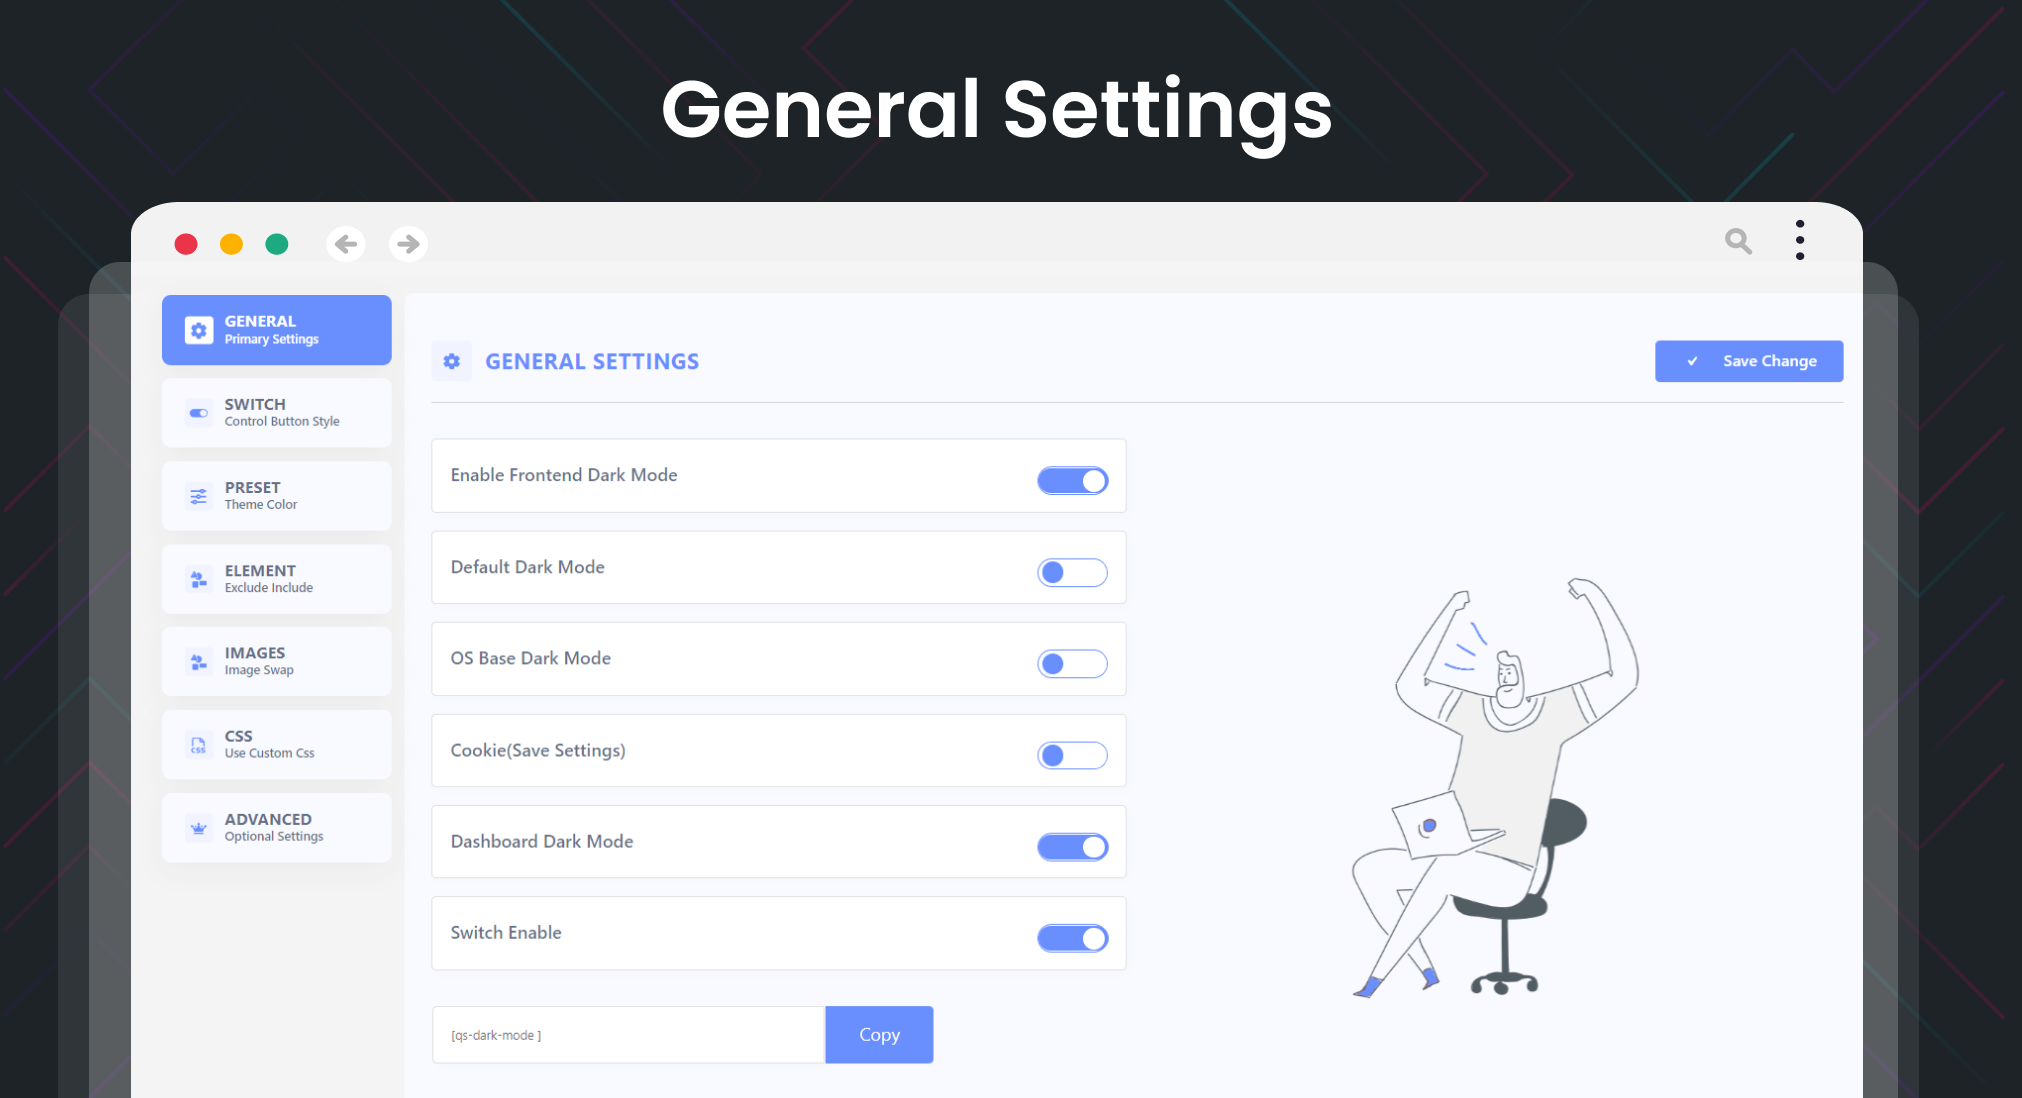 General Settings
GENERAL
Primary Settings
SWITCH
Control Button Style
PRESET
Theme Color
ELEMENT
Exclude Include
IMAGES
Image Swap
CSS
CSS
Use Custom Css
ADVANCED
Optional Settings
GENERAL SETTINGS
Save Change
Enable Frontend Dark Mode
Default Dark Mode
OS Base Dark Mode
Cookie(Save Settings)
Dashboard Dark Mode
Switch Enable
[qs-dark-mode ]
Copy